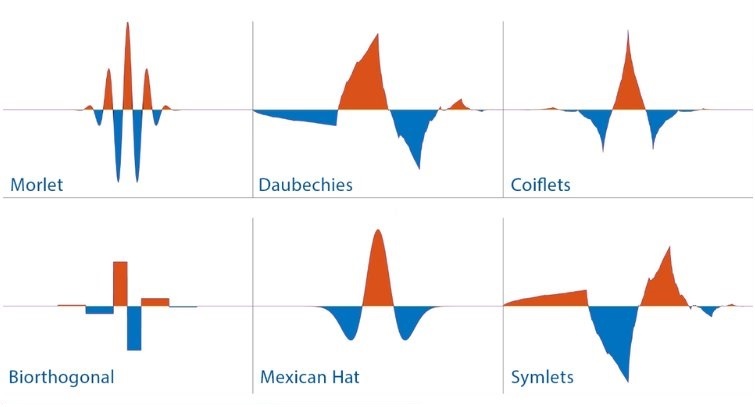 Morlet
Daubechies
Coiflets
Biorthogonal
Mexican Hat
Symlets